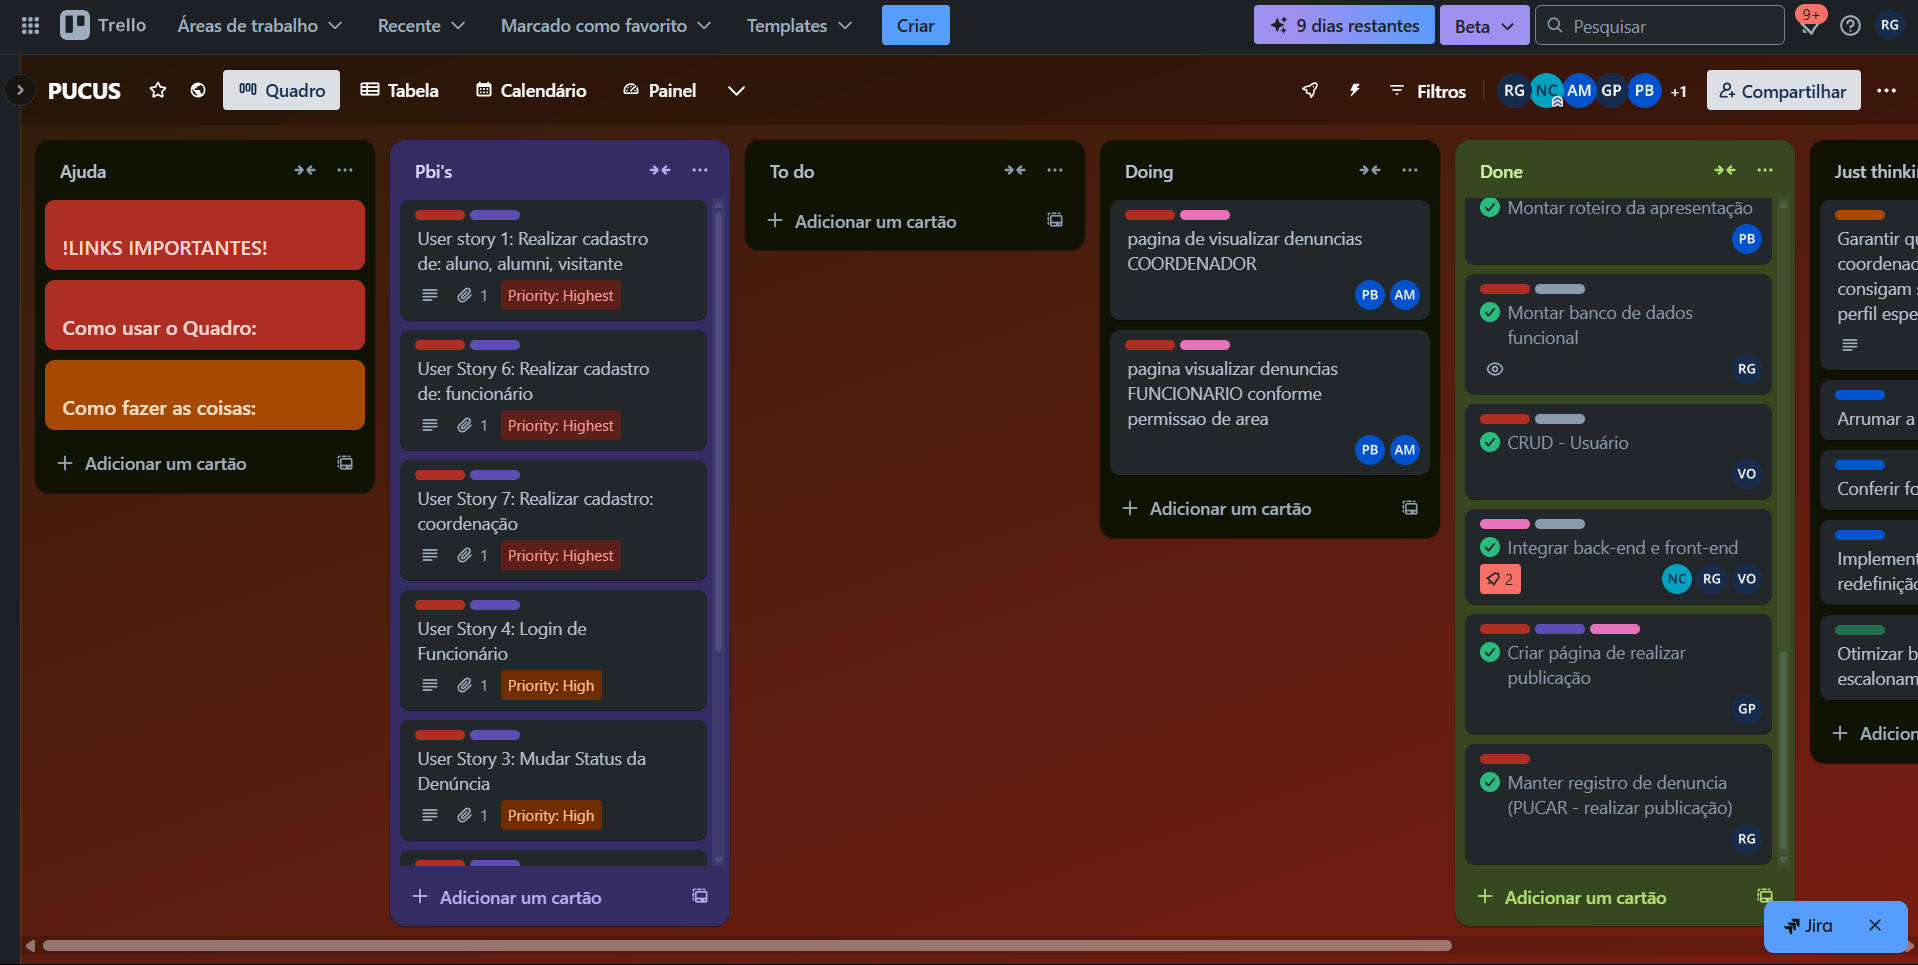 Trello
Áreas de trabalho
Recente
Marcado como favorito
Templates
Criar
9 dias restantes
Beta
Pesquisar
9+
RG
PUCUS
Quadro
Tabela
Calendário
Painel
Filtros
RG
NC
AM
GP
PB
+1
Compartilhar
Ajuda
!LINKS IMPORTANTES!
Como usar o Quadro:
Como fazer as coisas:
Adicionar um cartão
Pbi's
User story 1: Realizar cadastro
de: aluno, alumni, visitante
1
Priority: Highest
User Story 6: Realizar cadastro
de: funcionário
1
Priority: Highest
User Story 7: Realizar cadastro:
coordenação
1
Priority: Highest
User Story 4: Login de
Funcionário
1
Priority: High
User Story 3: Mudar Status da
Denúncia
1
Priority: High
Adicionar um cartão
To do
Adicionar um cartão
Doing
pagina de visualizar denuncias
COORDENADOR
PB
AM
pagina visualizar denuncias
FUNCIONARIO conforme
permissao de area
PB
AM
Adicionar um cartão
Done
Montar roteiro da apresentação
PB
Montar banco de dados
funcional
RG
CRUD - Usuário
VO
Integrar back-end e front-end
2
NC
RG
VO
Criar página de realizar
publicação
GP
Manter registro de denuncia
(PUCAR - realizar publicação)
RG
Adicionar um cartão
Just thinki
Garantir qu
coordenad
consigam s
perfil espe
Arrumar a
Conferir fo
Implement
redefiniçã
Otimizar b
escalonam
Adicion
Jira